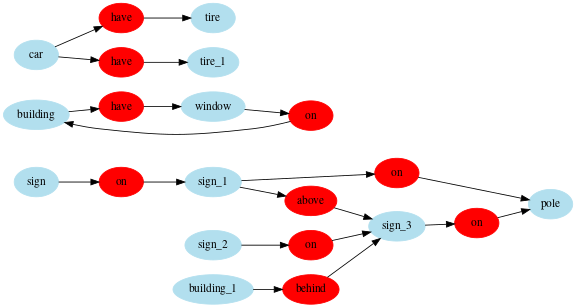 have
tire
car
have
tire_1
building
have
window
on
sign
on
sign_1
on
above
pole
sign_3
on
sign_2
on
building_1
behind